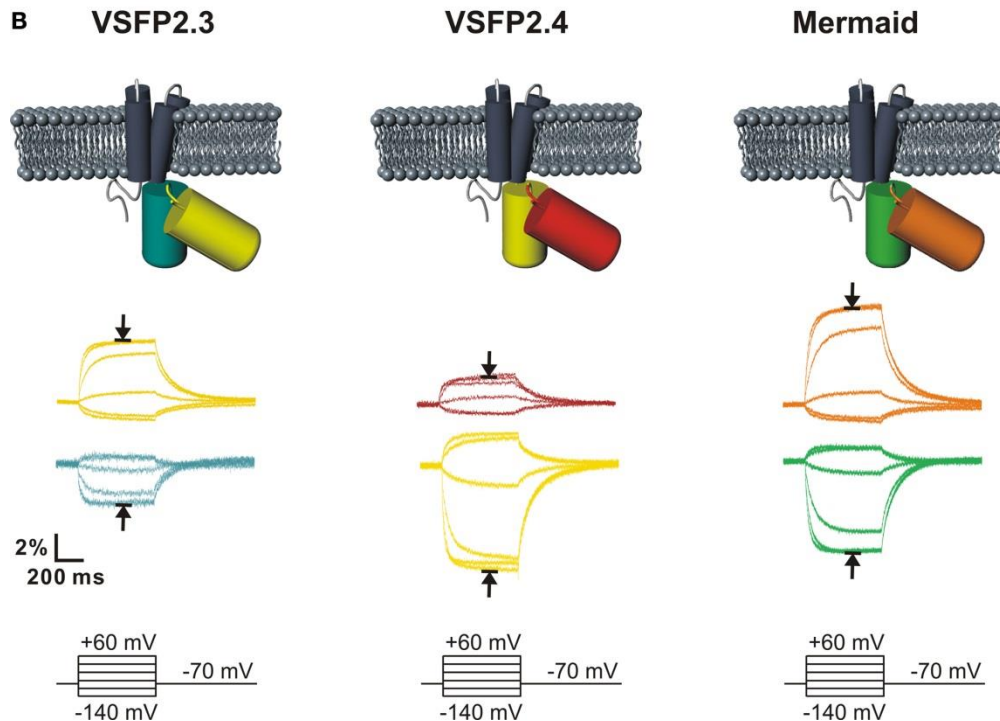 B VSFP2.3 VSFP2.4 Mermaid
2%
200 ms
+60 mV +60 mV +60 mV
-70 mV -70 mV -70 mV
-140 mV -140 mV -140 mV